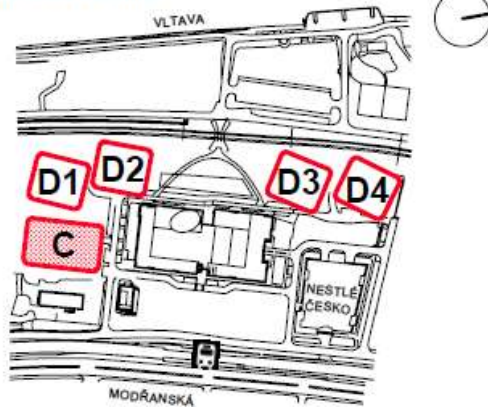 VLTAVA
D1
D2
D3
D4
C
NESTLÉ
ČESKO
MODŘANSKÁ